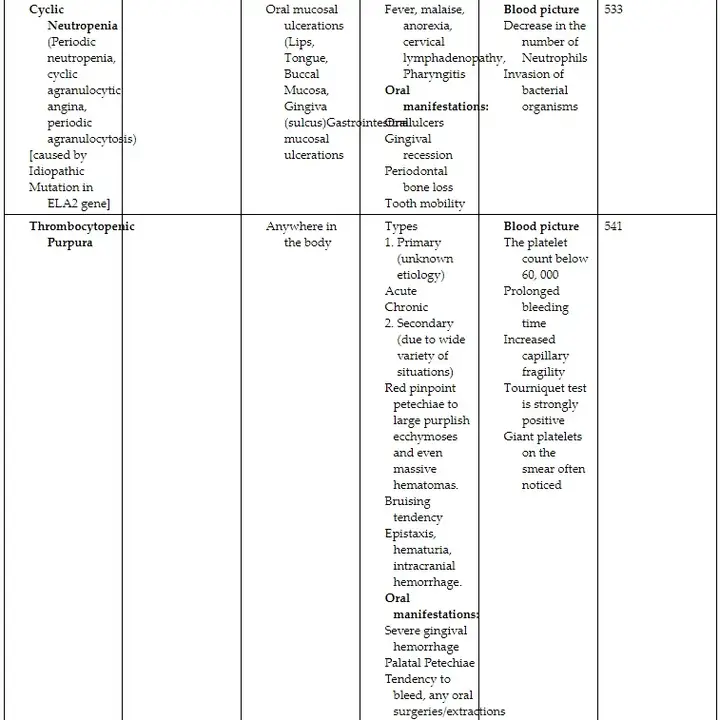 Cyclic
Neutropenia
(Periodic
neutropenia,
cyclic
agranulocytic
angina,
periodic
agranulocytosis)
[caused by
Idiopathic
Mutation in
ELA2 gene]
Oral mucosal
ulcerations
(Lips,
Tongue,
Buccal
Mucosa,
Gingiva
(sulcus)Gastrointestinal
mucosal
ulcerations
Fever, malaise,
anorexia,
cervical
lymphadenopathy,
Pharyngitis
Oral
manifestations:
Oral ulcers
Gingival
recession
Periodontal
bone loss
Tooth mobility
Blood picture
Decrease in the
number of
Neutrophils
Invasion of
bacterial
organisms
533
Thrombocytopenic
Purpura
Anywhere in
the body
Types
1. Primary
(unknown
etiology)
Acute
Chronic
2. Secondary
(due to wide
variety of
situations)
Red pinpoint
petechiae to
large purplish
ecchymoses
and even
massive
hematomas.
Bruising
tendency
Epistaxis,
hematuria,
intracranial
hemorrhage.
Oral
manifestations:
Severe gingival
hemorrhage
Palatal Petechiae
Tendency to
bleed, any oral
surgeries/extractions
Blood picture
The platelet
count below
60, 000
Prolonged
bleeding
time
Increased
capillary
fragility
Tourniquet test
is strongly
positive
Giant platelets
on the
smear often
noticed
541